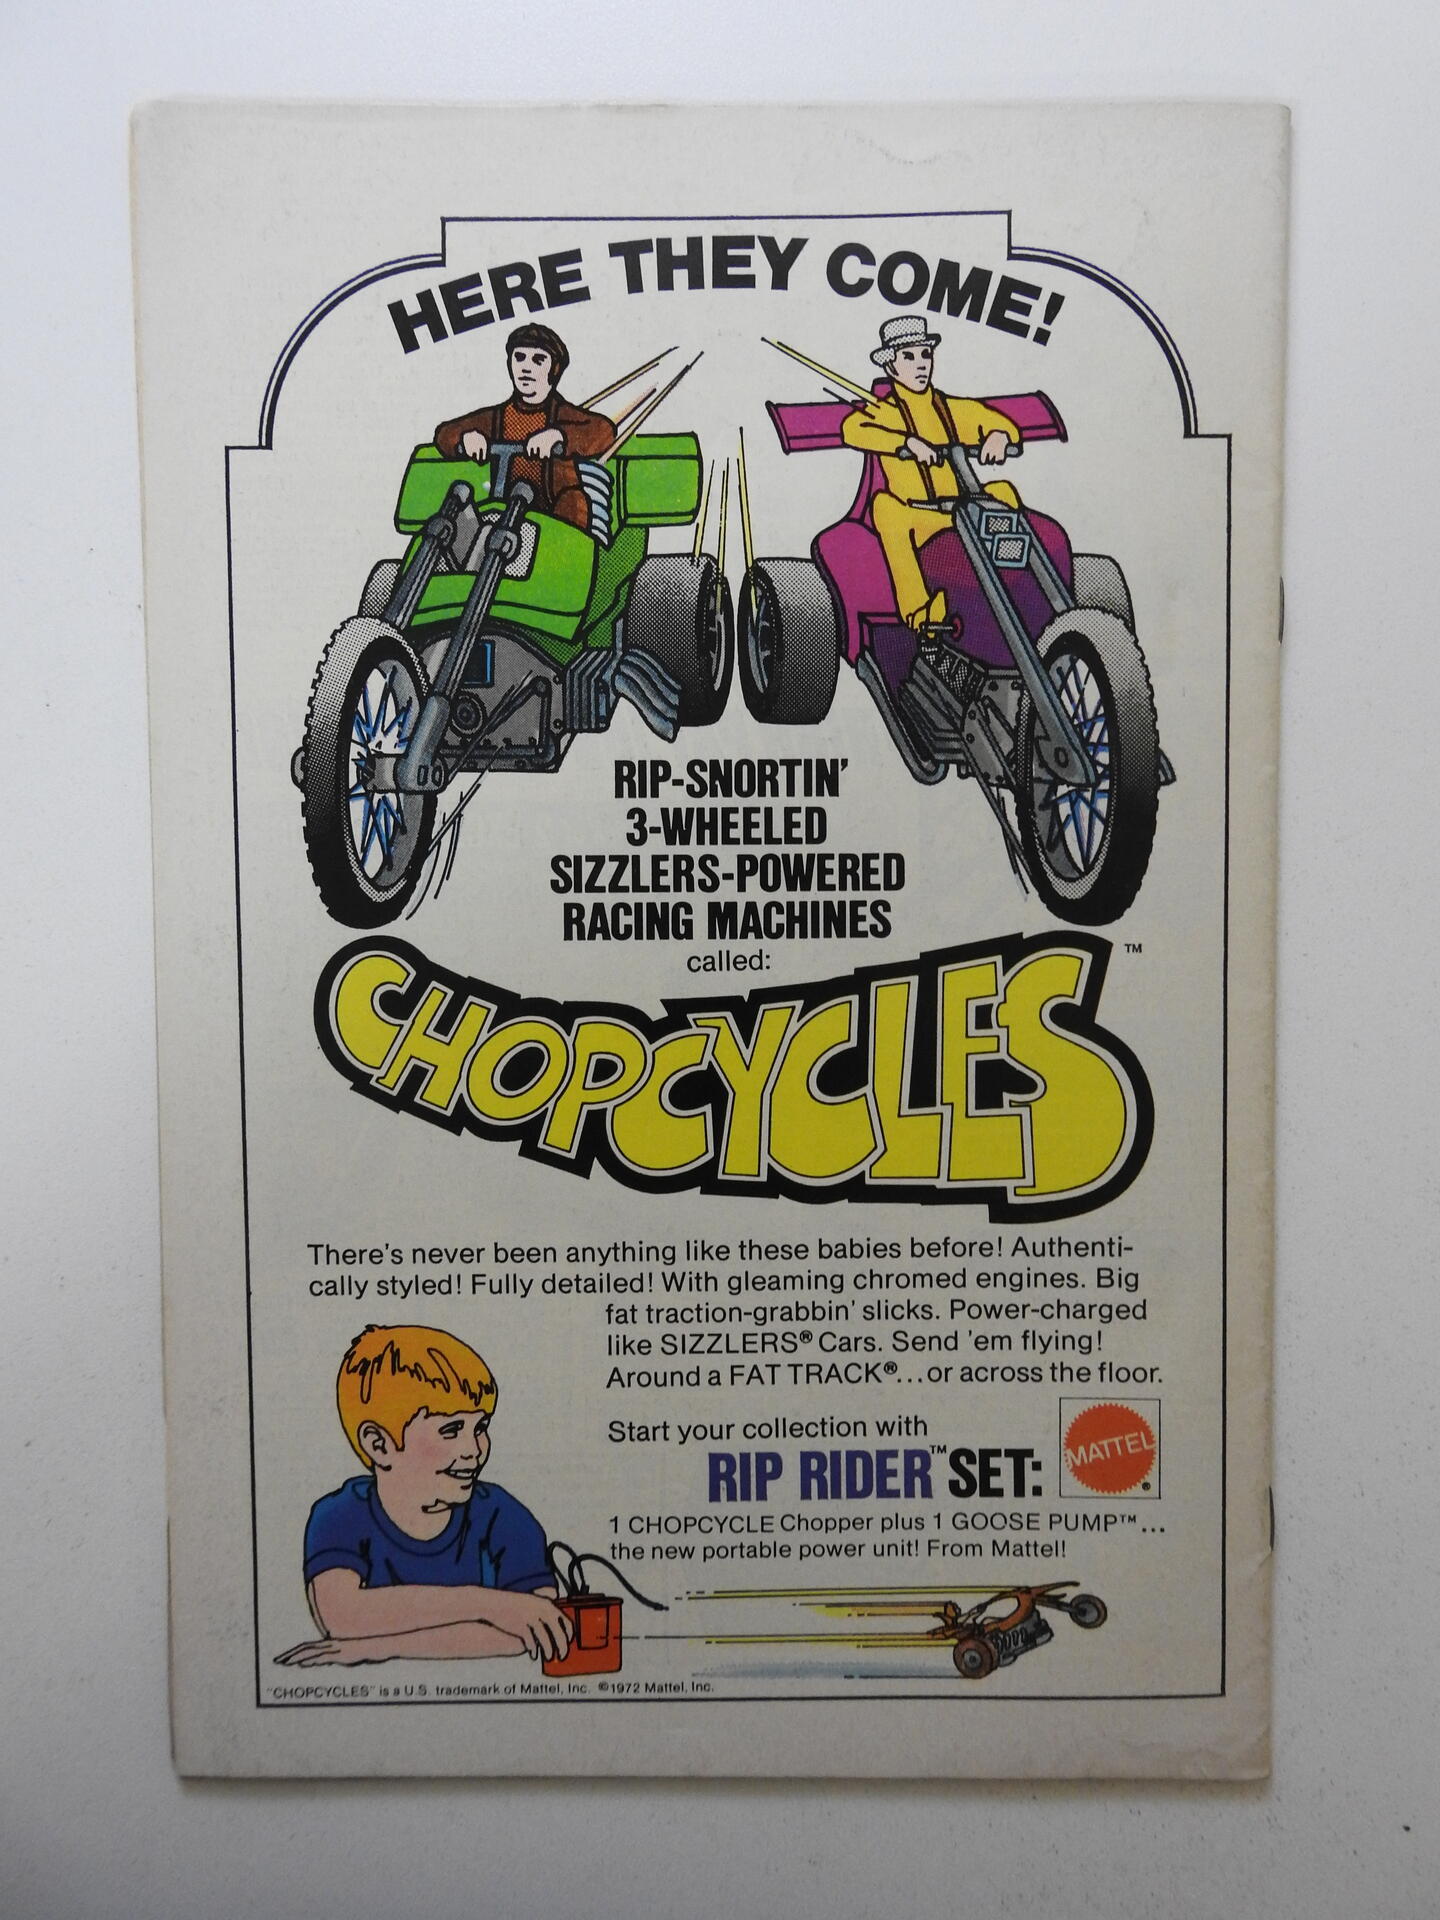 HERE THEY COME!
RIP-SNORTIN'
3-WHEELED
SIZZLERS-POWERED
RACING MACHINES
called:
CHOPCYCLES™
There's never been anything like these babies before! Authenti-
cally styled! Fully detailed! With gleaming chromed engines. Big
fat traction-grabbin' slicks. Power-charged
like SIZZLERS® Cars. Send 'em flying!
Around a FAT TRACK®...or across the floor.
Start your collection with
RIP RIDER™ SET:
MATTEL®
1 CHOPCYCLE Chopper plus 1 GOOSE PUMP™...
the new portable power unit! From Mattel!
"CHOPCYCLES" is a U.S. trademark of Mattel, Inc. ©1972 Mattel, Inc.